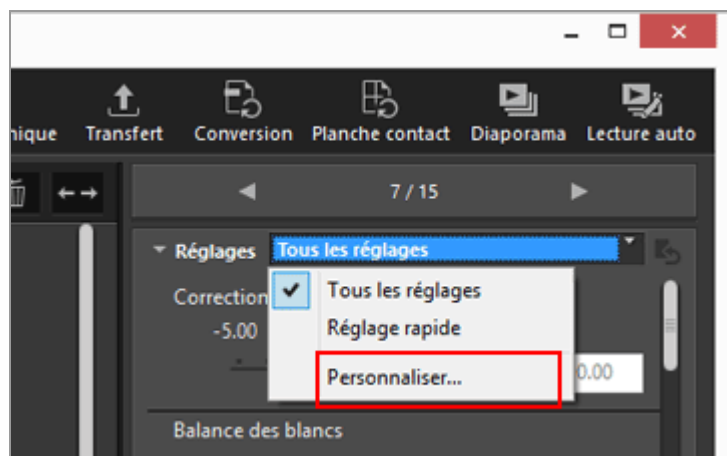 nique Transfert Conversion Planche contact Diaporama Lecture auto
7 / 15
Réglages Tous les réglages
Correction
Tous les réglages
-5.00
Réglage rapide
Personnaliser...
0.00
Balance des blancs